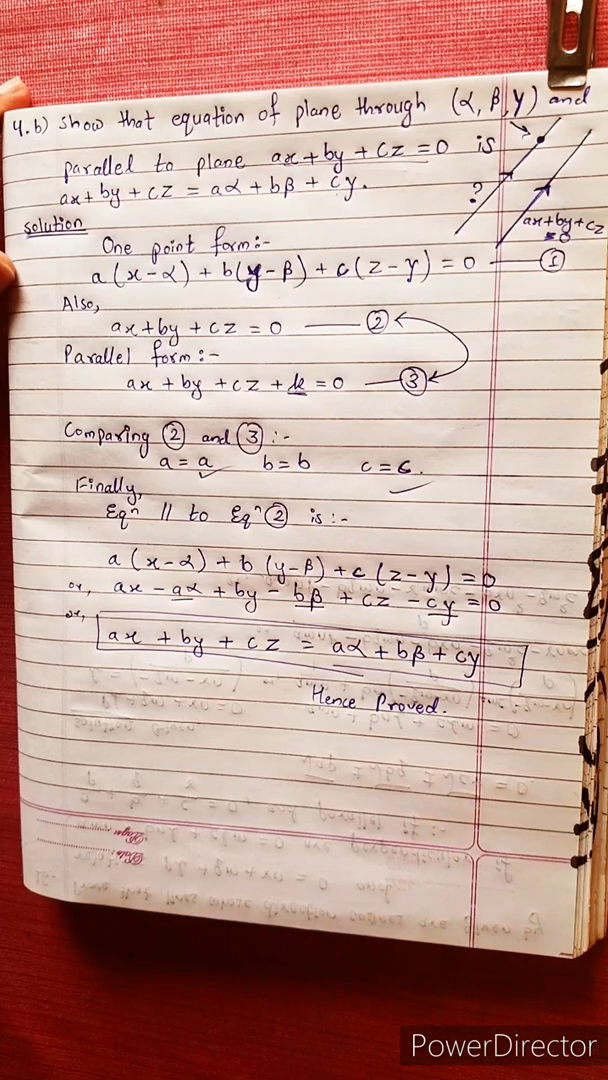 4.b) Show that equation of plane through (α, β, γ) and
parallel to plane ax + by + cz = 0 is
ax + by + cz = aα + bβ + cγ.
?
ax+by+cz
= 0
solution
One point form:-
a (x-α) + b(y-β) + c(z-γ) = 0 — ①
Also,
ax+by+cz = 0 — ②
Parallel form :-
ax + by + cz + k = 0 — ③
Comparing ② and ③ :-
a = a b = b c = c.
Finally,
Eqⁿ // to Eqⁿ ② is :-
a (x-α) + b (y-β) + c (z-γ) = 0
or, ax - aα + by - bβ + cz - cγ = 0
or, ax + by + cz = aα + bβ + cγ
Hence Proved.
PowerDirector